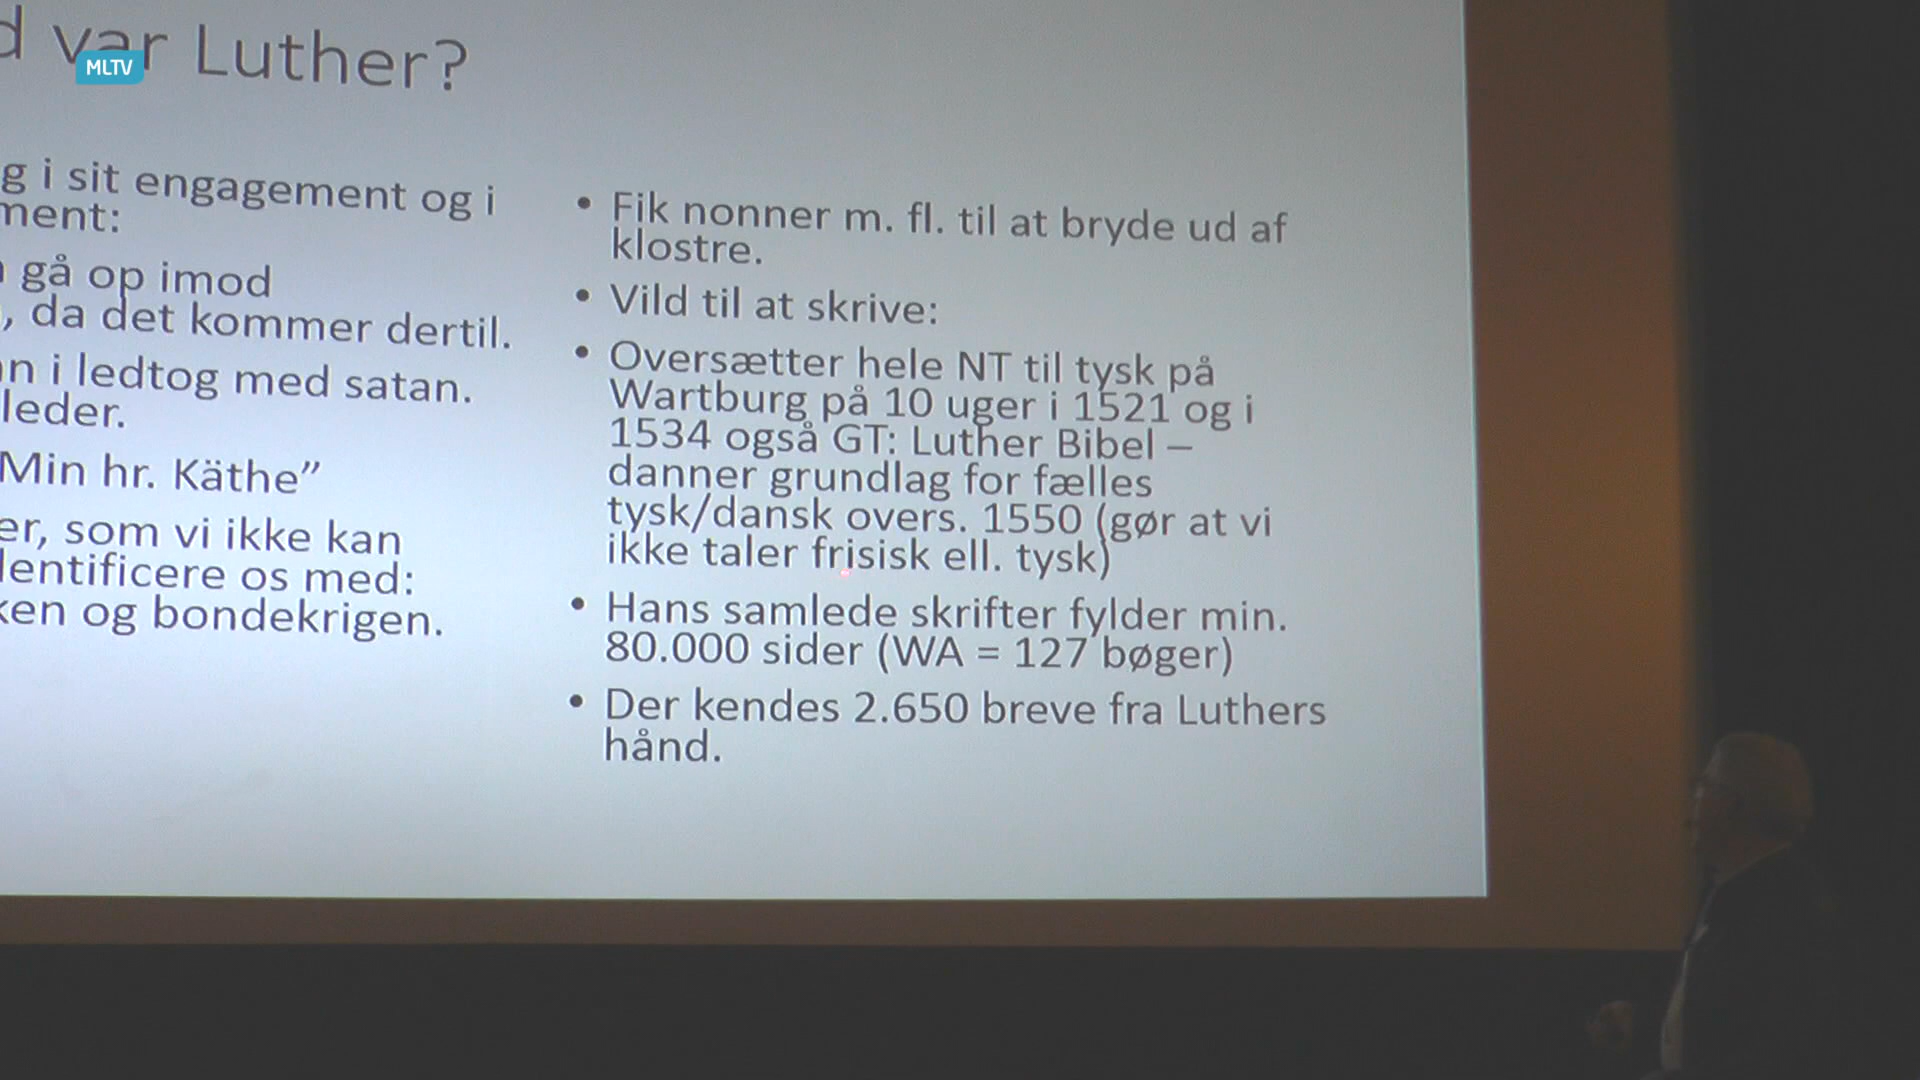 var Luther?
MLTV
g i sit engagement og i
ment:
gå op imod
, da det kommer dertil.
n i ledtog med satan.
leder.
Min hr. Käthe”
er, som vi ikke kan
dentificere os med:
ken og bondekrigen.
• Fik nonner m. fl. til at bryde ud af
klostre.
• Vild til at skrive:
• Oversætter hele NT til tysk på
Wartburg på 10 uger i 1521 og i
1534 også GT: Luther Bibel –
danner grundlag for fælles
tysk/dansk overs. 1550 (gør at vi
ikke taler frisisk ell. tysk)
• Hans samlede skrifter fylder min.
80.000 sider (WA = 127 bøger)
• Der kendes 2.650 breve fra Luthers
hånd.